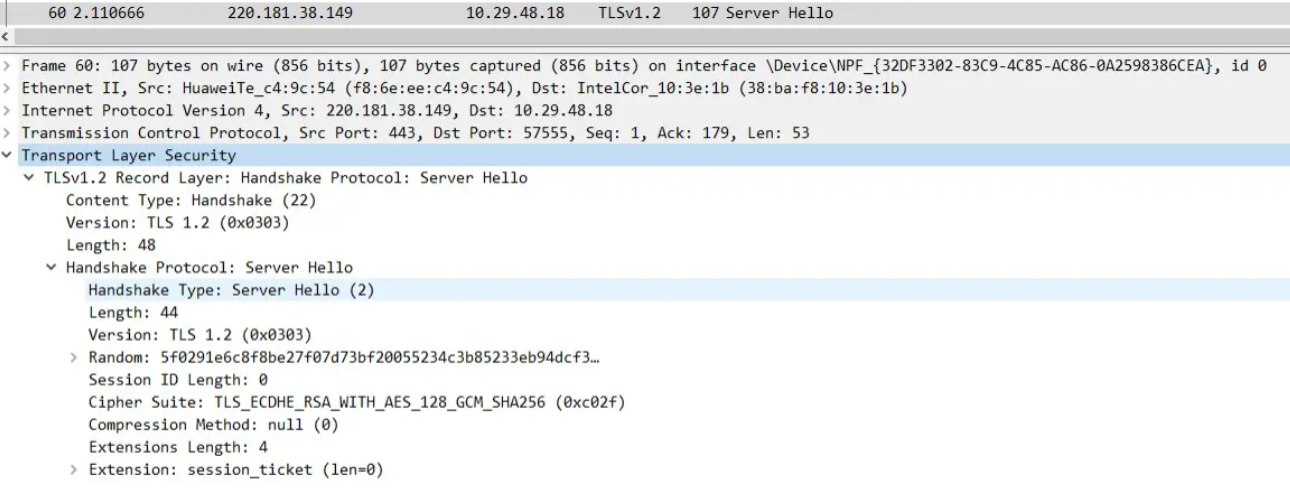 60 2.110666 220.181.38.149 10.29.48.18 TLSv1.2 107 Server Hello
Frame 60: 107 bytes on wire (856 bits), 107 bytes captured (856 bits) on interface \Device\NPF_{32DF3302-83C9-4C85-AC86-0A2598386CEA}, id 0
Ethernet II, Src: HuaweiTe_c4:9c:54 (f8:6e:ee:c4:9c:54), Dst: IntelCor_10:3e:1b (38:ba:f8:10:3e:1b)
Internet Protocol Version 4, Src: 220.181.38.149, Dst: 10.29.48.18
Transmission Control Protocol, Src Port: 443, Dst Port: 57555, Seq: 1, Ack: 179, Len: 53
Transport Layer Security
TLSv1.2 Record Layer: Handshake Protocol: Server Hello
Content Type: Handshake (22)
Version: TLS 1.2 (0x0303)
Length: 48
Handshake Protocol: Server Hello
Handshake Type: Server Hello (2)
Length: 44
Version: TLS 1.2 (0x0303)
Random: 5f0291e6c8f8be27f07d73bf20055234c3b85233eb94dcf3…
Session ID Length: 0
Cipher Suite: TLS_ECDHE_RSA_WITH_AES_128_GCM_SHA256 (0xc02f)
Compression Method: null (0)
Extensions Length: 4
Extension: session_ticket (len=0)